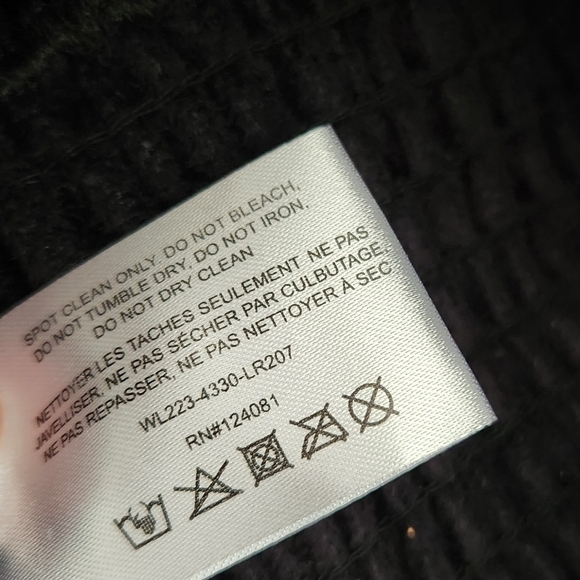 SPOT CLEAN ONLY. DO NOT BLEACH,
DO NOT TUMBLE DRY, DO NOT IRON.
DO NOT DRY CLEAN
NETTOYER LES TACHES SEULEMENT NE PAS
JAVELLISER, NE PAS SÉCHER PAR CULBUTAGE.
NE PAS REPASSER, NE PAS NETTOYER À SEC
WL223-4330-LR207
RN#124081